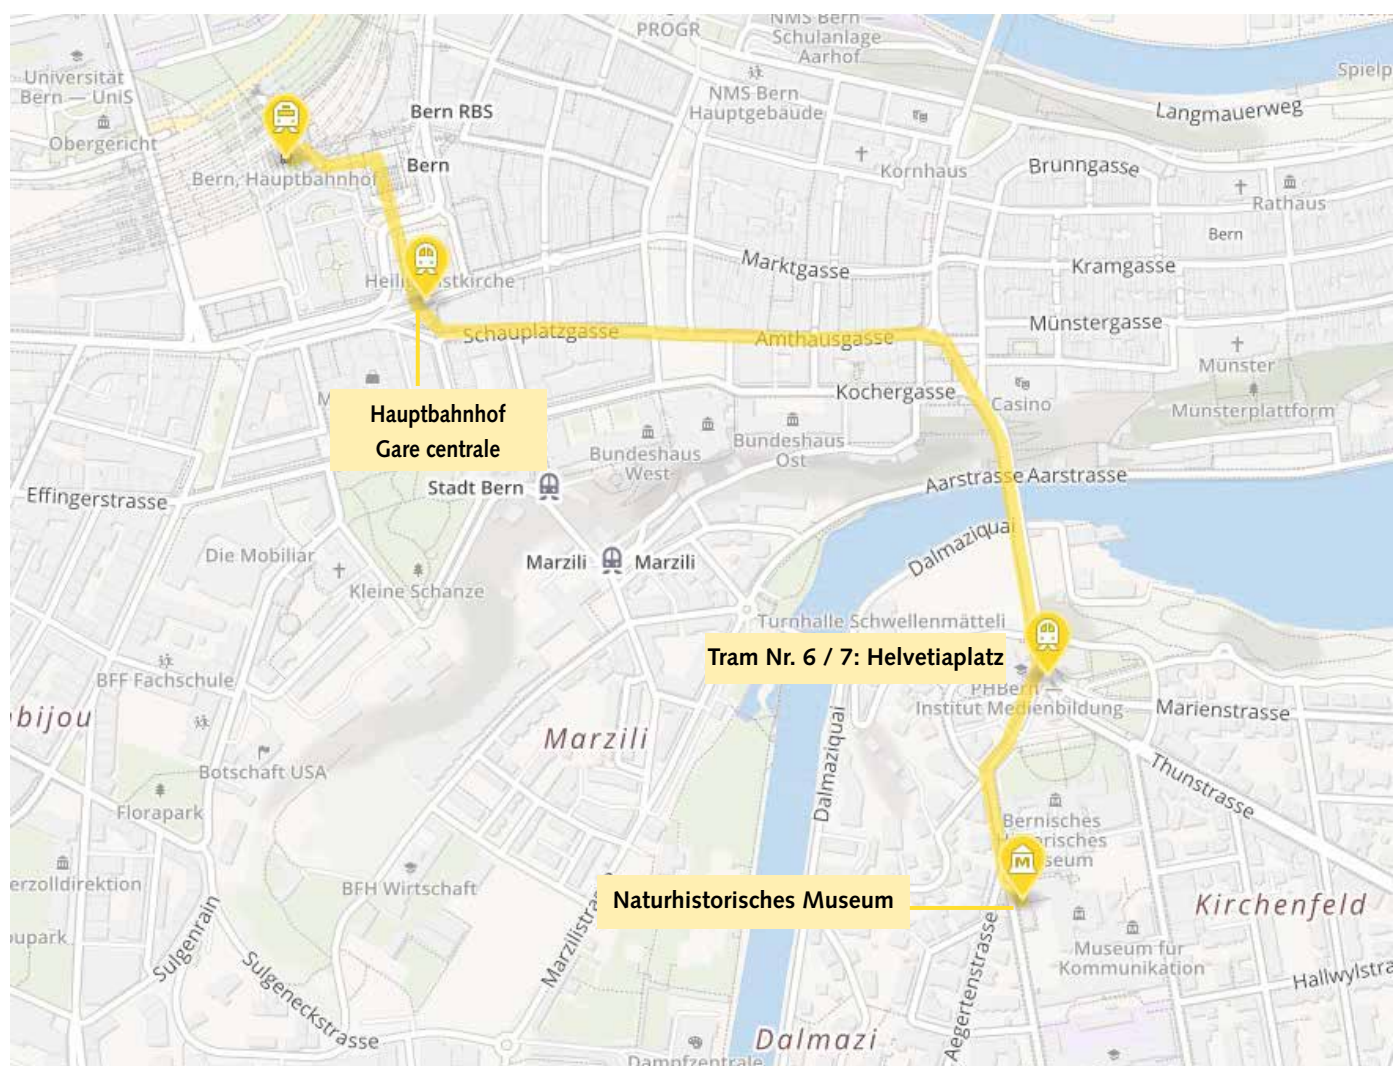 PROGR
NMS Bern —
Schulanlage
Aarhof
Universität
Bern — UniS
Spielp
NMS Bern
Hauptgebäude
Bern RBS
Langmauerweg
Obergericht
Bern
Bern, Hauptbahnhof
Kornhaus
Brunngasse
Rathaus
Bern
Marktgasse
Kramgasse
Schauplatzgasse
Amthausgasse
Münstergasse
Münster
Kochergasse
Casino
Münsterplattform
Hauptbahnhof
Gare centrale
Bundeshaus
West
Bundeshaus
Ost
Stadt Bern
Aarstrasse
Aarstrasse
Effingerstrasse
Dalmaziquai
Die Mobiliar
Marzili
Marzili
Kleine Schanze
Turnhalle Schwellenmätteli
Tram Nr. 6 / 7: Helvetiaplatz
BFF Fachschule
PHBern —
Institut Medienbildung
Marienstrasse
bijou
Marzili
Dalmaziquai
Botschaft USA
Thunstrasse
Florapark
Bernisches
erzolldirektion
BFH Wirtschaft
Naturhistorisches Museum
M
Kirchenfeld
upark
Sulgenrain
Marzilistra
Aegertenstrasse
Museum für
Kommunikation
Sulgeneckstrasse
Hallwylstra
Dalmazi
Dampfzentrale